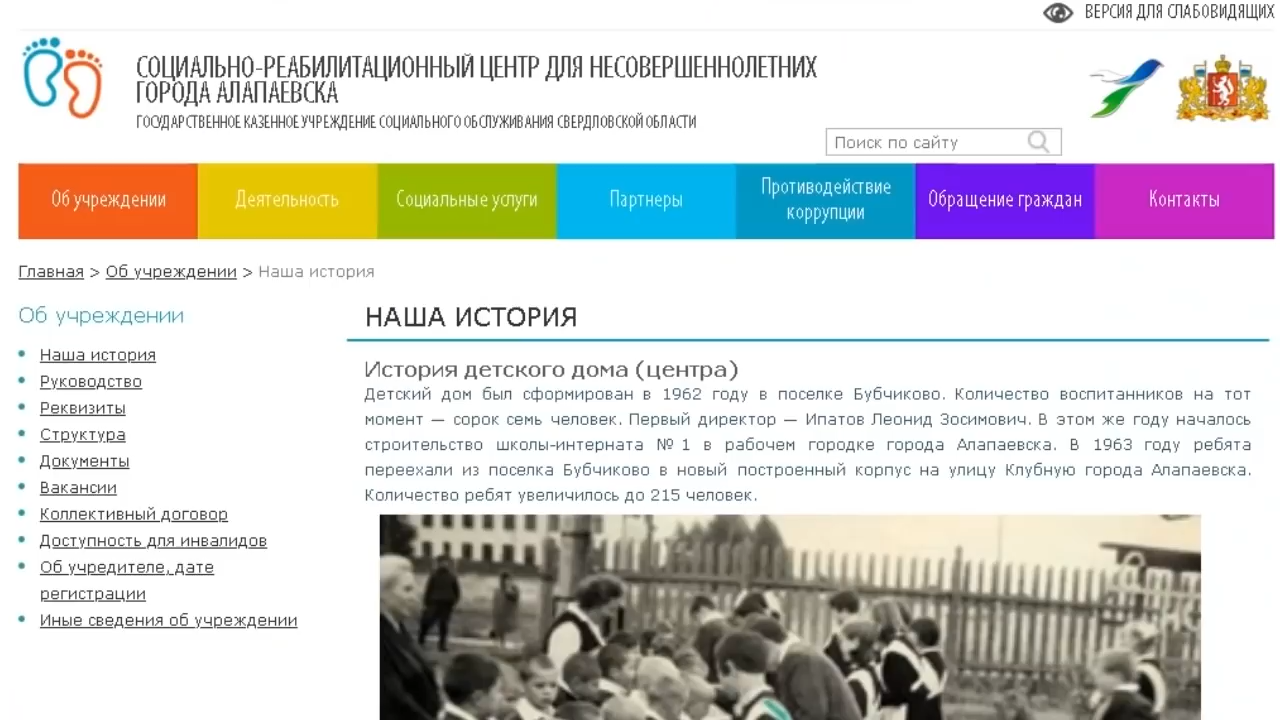 ВЕРСИЯ ДЛЯ СЛАБОВИДЯЩИХ
СОЦИАЛЬНО-РЕАБИЛИТАЦИОННЫЙ ЦЕНТР ДЛЯ НЕСОВЕРШЕННОЛЕТНИХ
ГОРОДА АЛАПАЕВСКА
ГОСУДАРСТВЕННОЕ КАЗЕННОЕ УЧРЕЖДЕНИЕ СОЦИАЛЬНОГО ОБСЛУЖИВАНИЯ СВЕРДЛОВСКОЙ ОБЛАСТИ
Поиск по сайту
Об учреждении
Деятельность
Социальные услуги
Партнеры
Противодействие
коррупции
Обращение граждан
Контакты
Главная > Об учреждении > Наша история
Об учреждении
Наша история
Руководство
Реквизиты
Структура
Документы
Вакансии
Коллективный договор
Доступность для инвалидов
Об учредителе, дате
регистрации
Иные сведения об учреждении
НАША ИСТОРИЯ
История детского дома (центра)
Детский дом был сформирован в 1962 году в поселке Бубчиково. Количество воспитанников на тот
момент — сорок семь человек. Первый директор — Ипатов Леонид Зосимович. В этом же году началось
строительство школы-интерната №1 в рабочем городке города Алапаевска. В 1963 году ребята
переехали из поселка Бубчиково в новый построенный корпус на улицу Клубную города Алапаевска.
Количество ребят увеличилось до 215 человек.